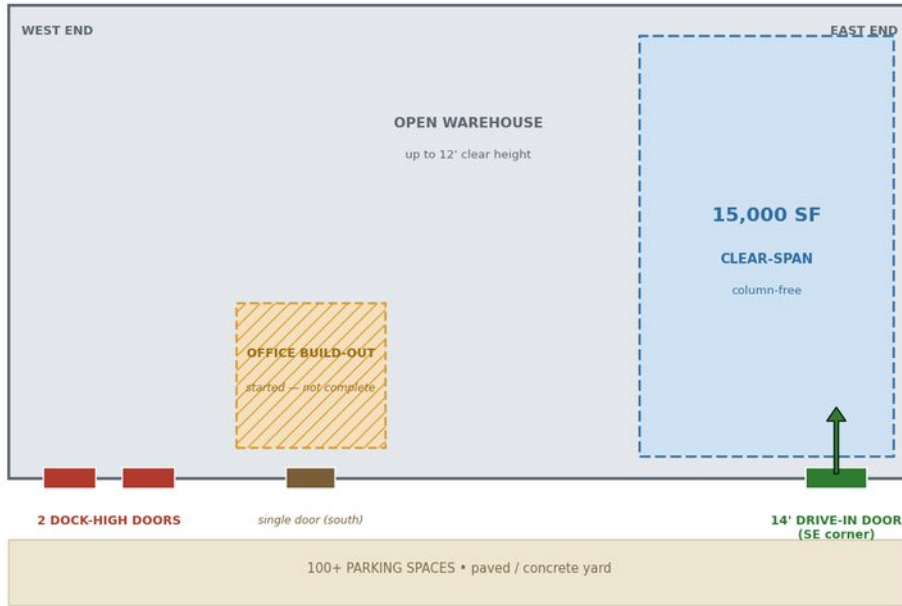 WEST END
EAST END
OPEN WAREHOUSE
up to 12' clear height
15,000 SF
CLEAR-SPAN
column-free
OFFICE BUILD-OUT
started — not complete
2 DOCK-HIGH DOORS
single door (south)
14' DRIVE-IN DOOR
(SE corner)
100+ PARKING SPACES • paved / concrete yard